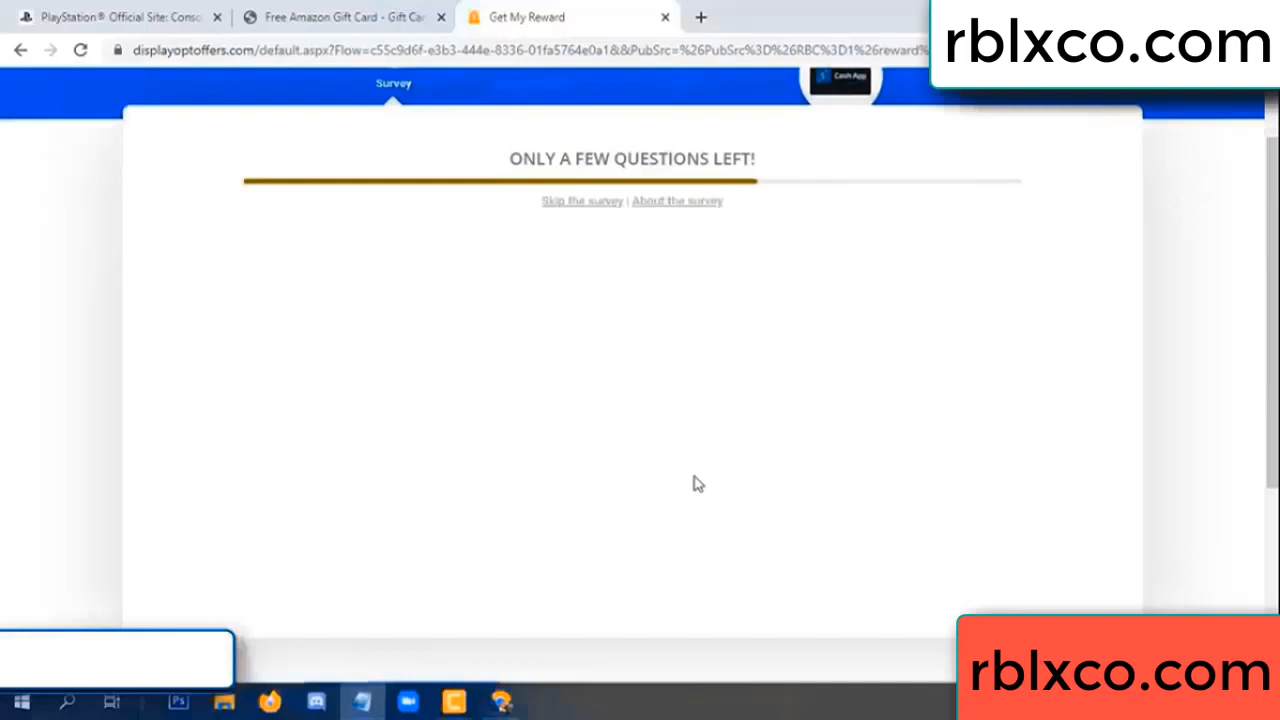 PlayStation® Official Site: Conso
Free Amazon Gift Card - Gift Car
Get My Reward
rblxco.com
displayoptoffers.com/default.aspx?Flow=c55c9d6f-e3b3-444e-8336-01fa5764e0a1&&PubSrc=%26PubSrc%3D%26RBC%3D1%26reward%
Survey
Cash App
ONLY A FEW QUESTIONS LEFT!
Skip the survey | About the survey
rblxco.com
Ps